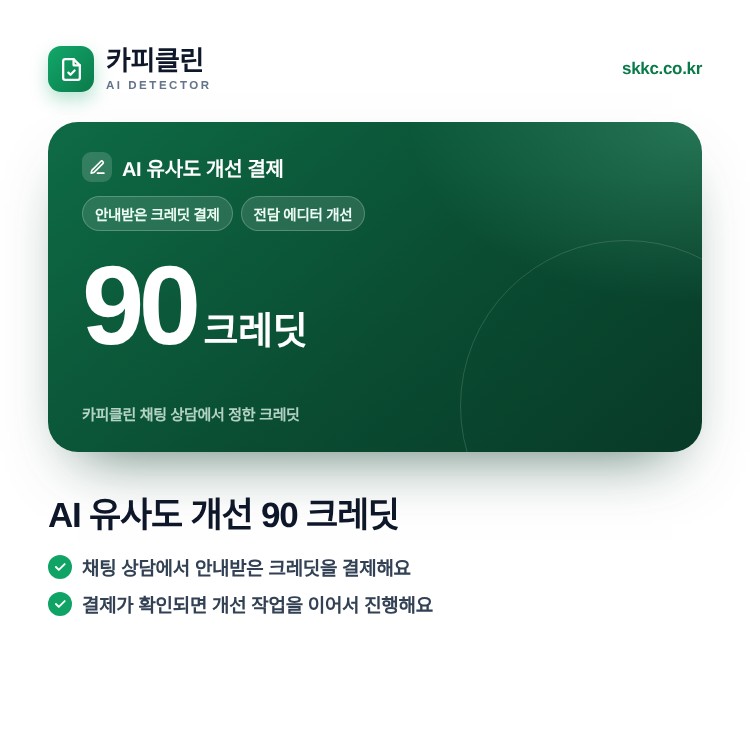 카피클린
AI DETECTOR
skkc.co.kr
AI 유사도 개선 결제
안내받은 크레딧 결제
전담 에디터 개선
90 크레딧
카피클린 채팅 상담에서 정한 크레딧
AI 유사도 개선 90 크레딧
채팅 상담에서 안내받은 크레딧을 결제해요
결제가 확인되면 개선 작업을 이어서 진행해요